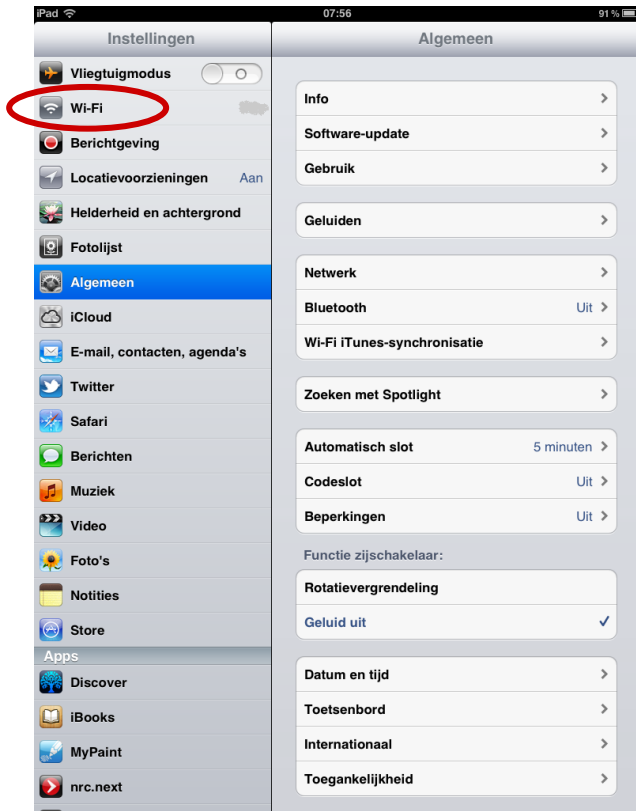 iPad 07:56 91 %
Instellingen
Vliegtuigmodus
Wi-Fi
Berichtgeving
Locatievoorzieningen Aan
Helderheid en achtergrond
Fotolijst
Algemeen
iCloud
E-mail, contacten, agenda's
Twitter
Safari
Berichten
Muziek
Video
Foto's
Notities
Store
Apps
Discover
iBooks
MyPaint
nrc.next
Algemeen
Info
Software-update
Gebruik
Geluiden
Netwerk
Bluetooth Uit
Wi-Fi iTunes-synchronisatie
Zoeken met Spotlight
Automatisch slot 5 minuten
Codeslot Uit
Beperkingen Uit
Functie zijschakelaar:
Rotatievergrendeling
Geluid uit
Datum en tijd
Toetsenbord
Internationaal
Toegankelijkheid